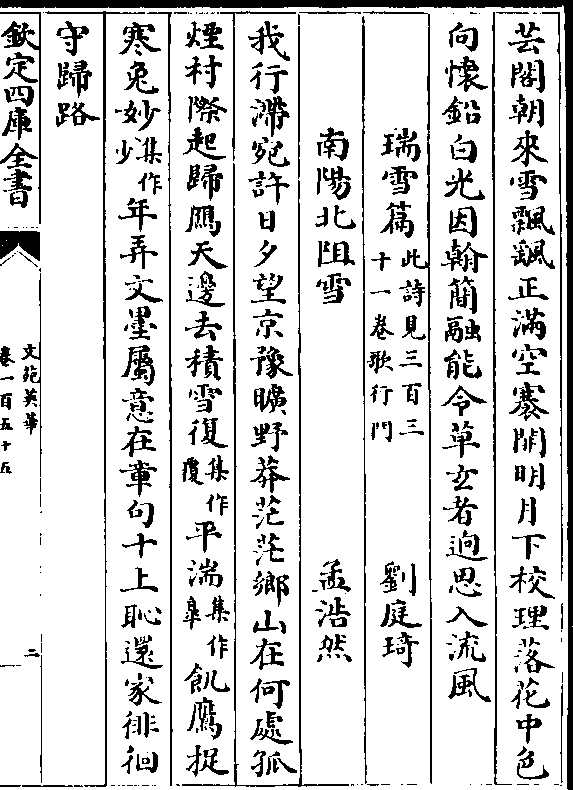 芸閣朝來雪飄飖正滿空褰開明月下校理落花中色
向懷鉛白光因翰簡融能令草玄者迥思入流風
瑞雪篇此詩見三百三十一卷歌行門 劉庭琦
南陽北阻雪 孟浩然
我行滯宛許日夕望京豫曠野莽茫茫鄉山在何處孤
煙村際起歸鴈天邊去積雪復集作覆平湍集作皐飢鷹捉
寒兔妙集作少年弄文墨屬意在章句十上恥還家徘徊
守歸路
欽定四庫全書
文苑英華
卷一百五十五
二